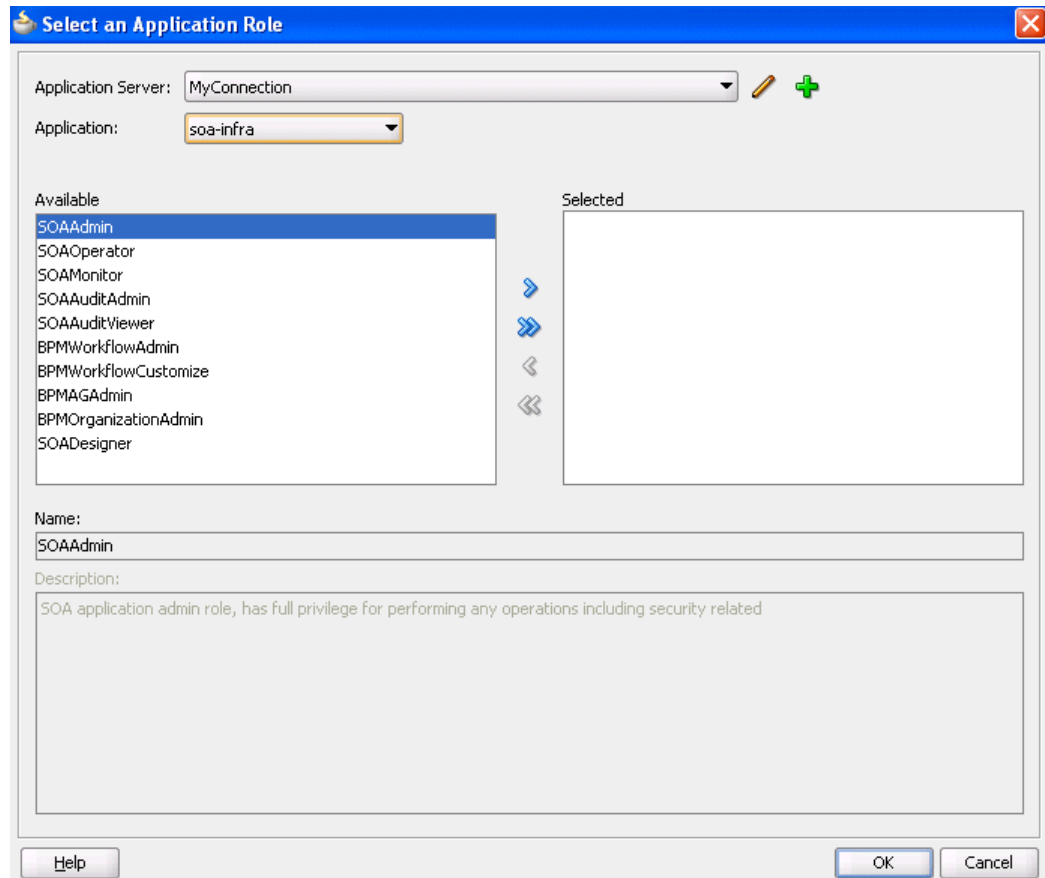 Select an Application Role
Application Server: MyConnection
Application: soa-infra
Available
Selected
SOAAdmin
SOAOperator
SOAMonitor
SOAAuditAdmin
SOAAuditViewer
BPMWorkflowAdmin
BPMWorkflowCustomize
BPMAGAdmin
BPMOrganizationAdmin
SOADesigner
Name:
SOAAdmin
Description:
SOA application admin role, has full privilege for performing any operations including security related
Help
OK
Cancel